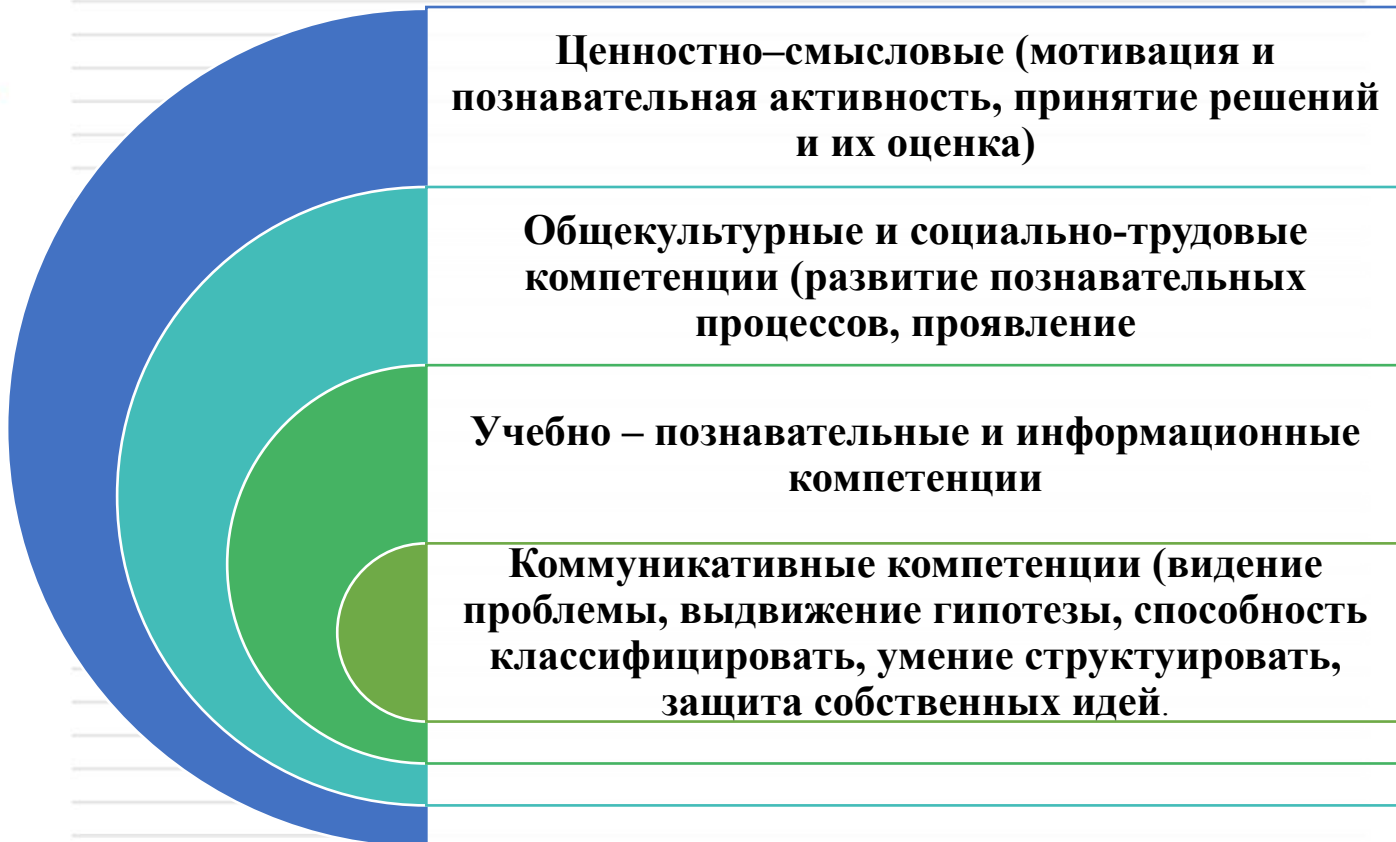 Ценностно–смысловые (мотивация и
познавательная активность, принятие решений
и их оценка)
Общекультурные и социально-трудовые
компетенции (развитие познавательных
процессов, проявление
Учебно – познавательные и информационные
компетенции
Коммуникативные компетенции (видение
проблемы, выдвижение гипотезы, способность
классифицировать, умение структуировать,
защита собственных идей.